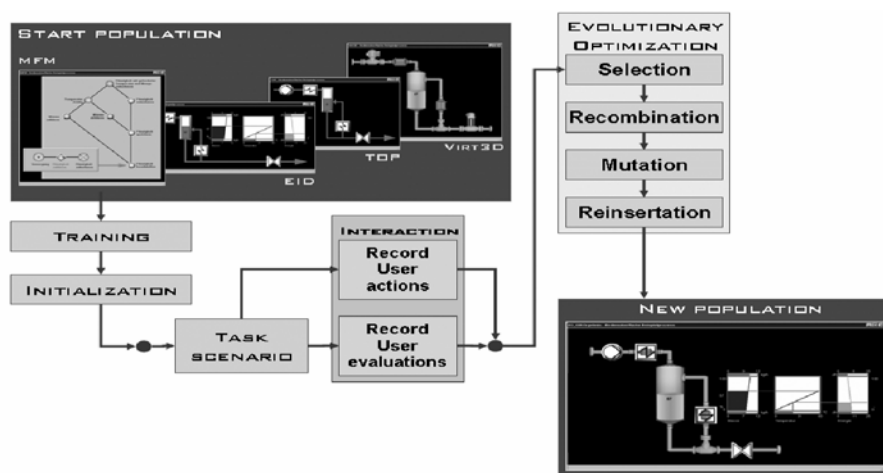 START POPULATION
MFM
EID
TOP
VIRT3D
TRAINING
INITIALIZATION
TASK
SCENARIO
INTERACTION
Record
User
actions
Record
User
evaluations
EVOLUTIONARY
OPTIMIZATION
Selection
Recombination
Mutation
Reinsertation
NEW POPULATION